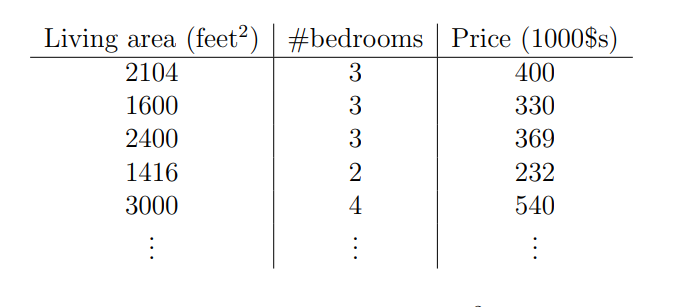 Living area (feet²) #bedrooms Price (1000$s)
2104 3 400
1600 3 330
2400 3 369
1416 2 232
3000 4 540
⋮ ⋮ ⋮